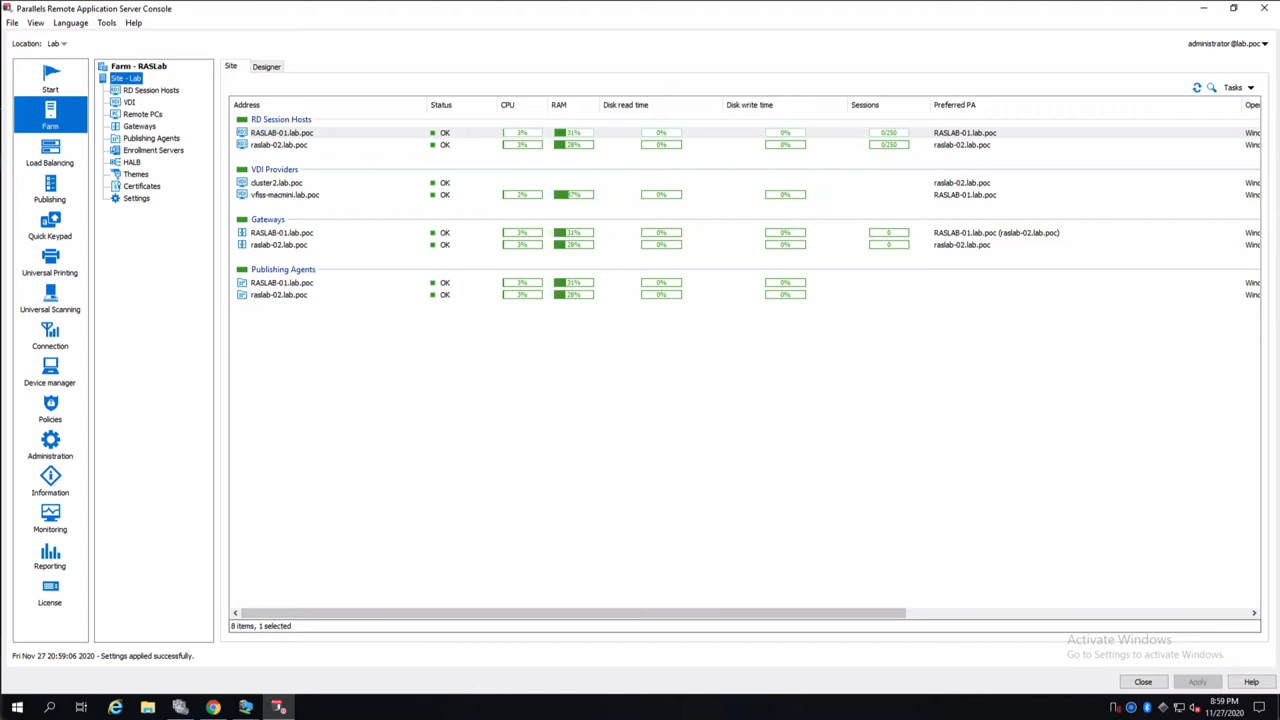 Parallels Remote Application Server Console
File View Language Tools Help
Location: Lab administrator@lab.poc
Start
Farm
Load Balancing
Publishing
Quick Keypad
Universal Printing
Universal Scanning
Connection
Device manager
Policies
Administration
Information
Monitoring
Reporting
License
Farm - RASLab
Site - Lab
RD Session Hosts
VDI
Remote PCs
Gateways
Publishing Agents
Enrollment Servers
HALB
Themes
Certificates
Settings
Site Designer
Tasks
Address Status CPU RAM Disk read time Disk write time Sessions Preferred PA Oper
RD Session Hosts
RASLAB-01.lab.poc OK 3% 31% 0% 0% 0/250 RASLAB-01.lab.poc Wind
raslab-02.lab.poc OK 3% 28% 0% 0% 0/250 raslab-02.lab.poc Wind
VDI Providers
cluster2.lab.poc OK raslab-02.lab.poc
vfiss-macmini.lab.poc OK 2% 0% 0% RASLAB-01.lab.poc Wind
Gateways
RASLAB-01.lab.poc OK 3% 31% 0% 0% 0 RASLAB-01.lab.poc (raslab-02.lab.poc) Wind
raslab-02.lab.poc OK 3% 28% 0% 0% 0 raslab-02.lab.poc Wind
Publishing Agents
RASLAB-01.lab.poc OK 3% 31% 0% 0% Wind
raslab-02.lab.poc OK 3% 28% 0% 0% Wind
8 items, 1 selected
Activate Windows
Go to Settings to activate Windows.
Fri Nov 27 20:59:06 2020 - Settings applied successfully.
Close Apply Help
8:59 PM
11/27/2020